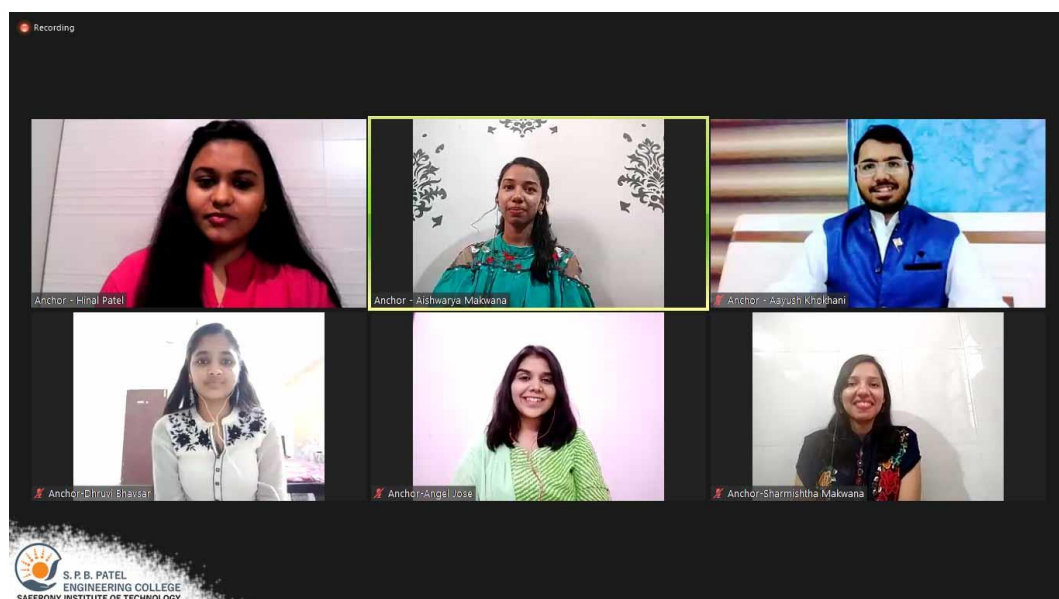 Recording
Anchor - Hinal Patel
Anchor - Aishwarya Makwana
Anchor - Aayush Khokhani
Anchor-Dhruvi Bhavsar
Anchor-Angel Jose
Anchor-Sharmishtha Makwana
S. P. B. PATEL
ENGINEERING COLLEGE
SAFFRONY INSTITUTE OF TECHNOLOGY